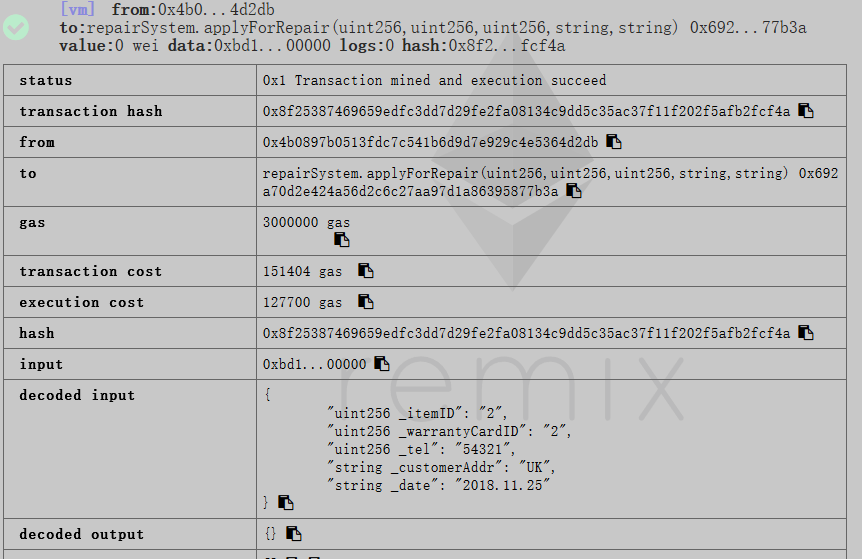 [vm] from:0x4b0...4d2db
to:repairSystem.applyForRepair(uint256,uint256,uint256,string,string) 0x692...77b3a
value:0 wei data:0xbd1...00000 logs:0 hash:0x8f2...fcf4a
status 0x1 Transaction mined and execution succeed
transaction hash 0x8f25387469659edfc3dd7d29fe2fa08134c9dd5c35ac37f11f202f5afb2fcf4a
from 0x4b0897b0513fdc7c541b6d9d7e929c4e5364d2db
to repairSystem.applyForRepair(uint256,uint256,uint256,string,string) 0x692
a70d2e424a56d2c6c27aa97d1a86395877b3a
gas 3000000 gas
transaction cost 151404 gas
execution cost 127700 gas
hash 0x8f25387469659edfc3dd7d29fe2fa08134c9dd5c35ac37f11f202f5afb2fcf4a
input 0xbd1...00000
remix
decoded input {
"uint256 _itemID": "2",
"uint256 _warrantyCardID": "2",
"uint256 _tel": "54321",
"string _customerAddr": "UK",
"string _date": "2018.11.25"
}
decoded output {}